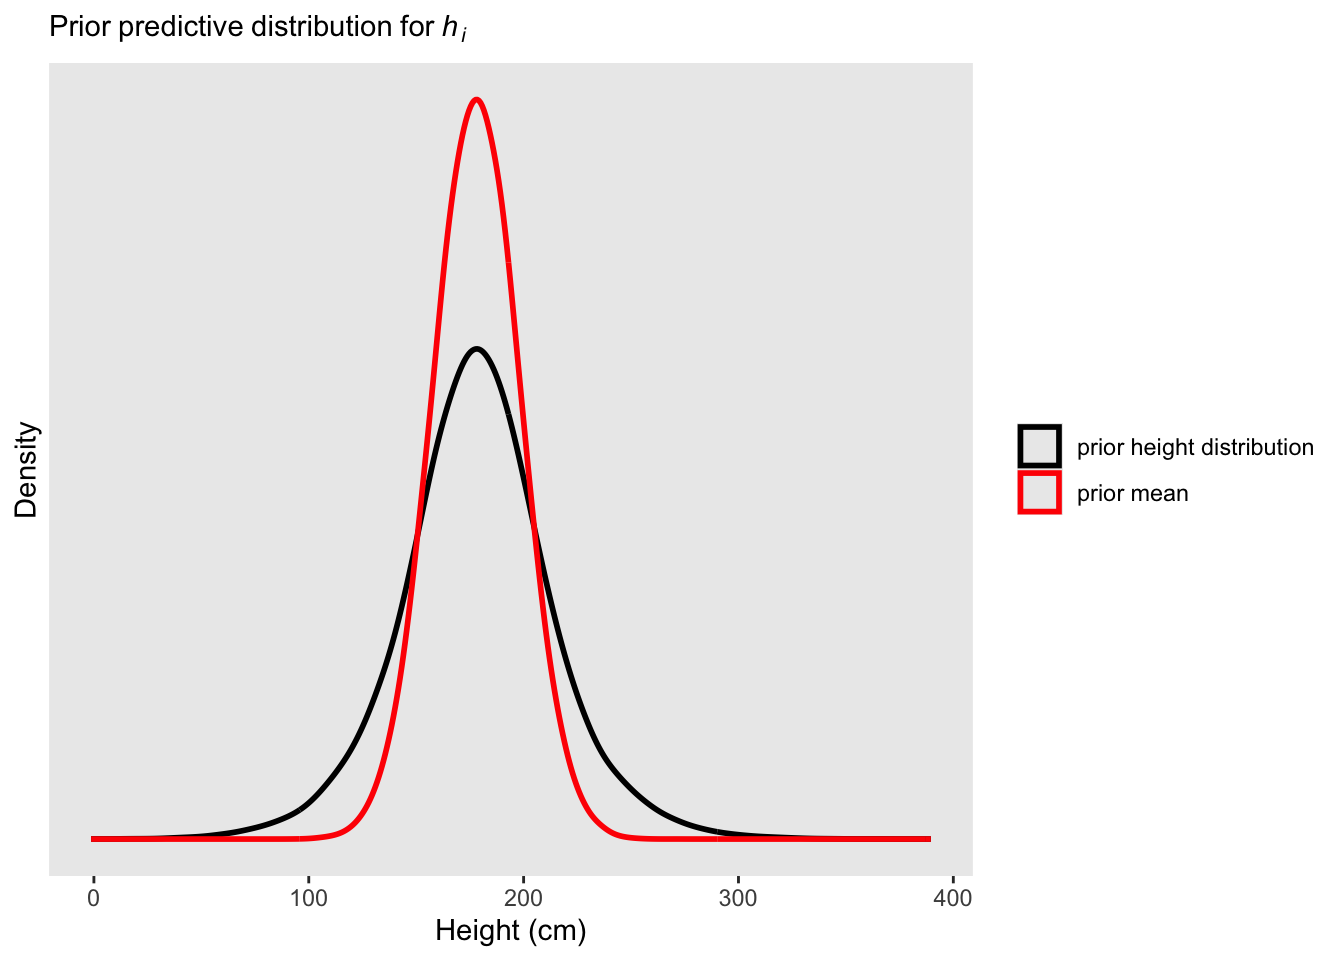 Prior predictive distribution for h i
Density
prior height distribution
prior mean
0 100 200 300 400
Height (cm)